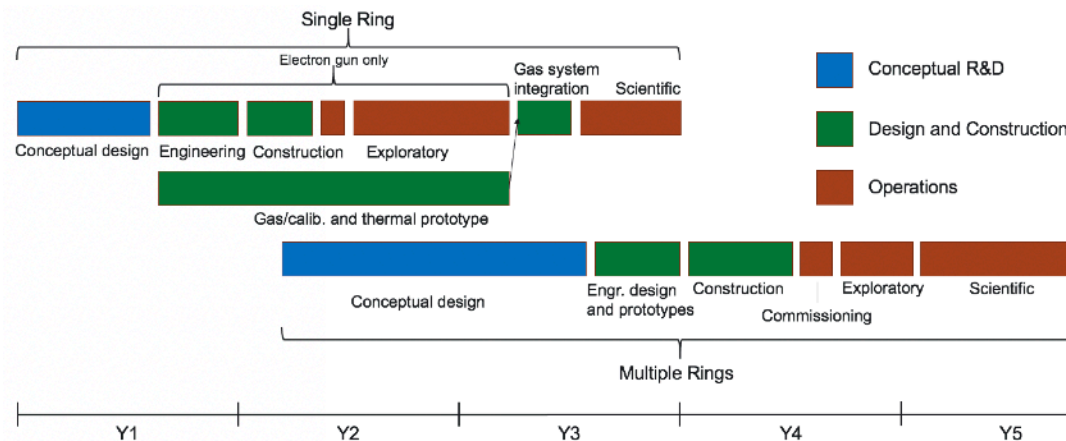 Single Ring
Electron gun only
Gas system
integration
Scientific
Conceptual R&D
Conceptual design
Engineering
Construction
Exploratory
Design and Construction
Gas/calib. and thermal prototype
Operations
Conceptual design
Engr. design
and prototypes
Construction
Commissioning
Exploratory
Scientific
Multiple Rings
Y1
Y2
Y3
Y4
Y5